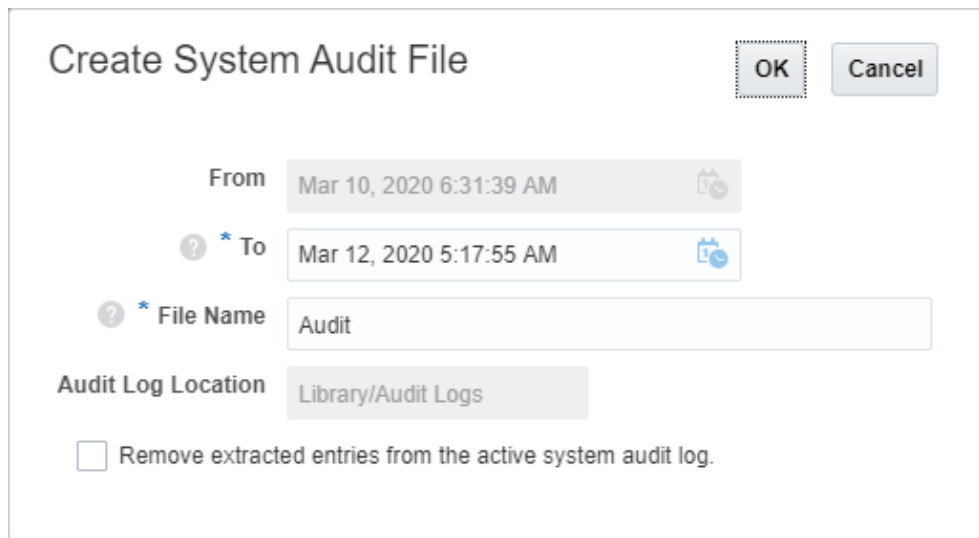 Create System Audit File
OK
Cancel
From
Mar 10, 2020 6:31:39 AM
? * To
Mar 12, 2020 5:17:55 AM
? * File Name
Audit
Audit Log Location
Library/Audit Logs
Remove extracted entries from the active system audit log.